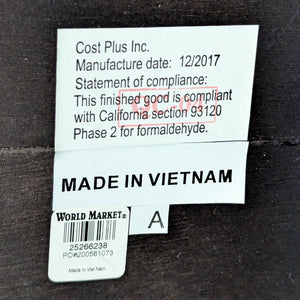 Cost Plus Inc.
Manufacture date: 12/2017
Statement of compliance:
This finished good is compliant
with California section 93120
Phase 2 for formaldehyde.
MADE IN VIETNAM
WORLD MARKET®
A
25266238
PO#200561073
Made in Viet Nam